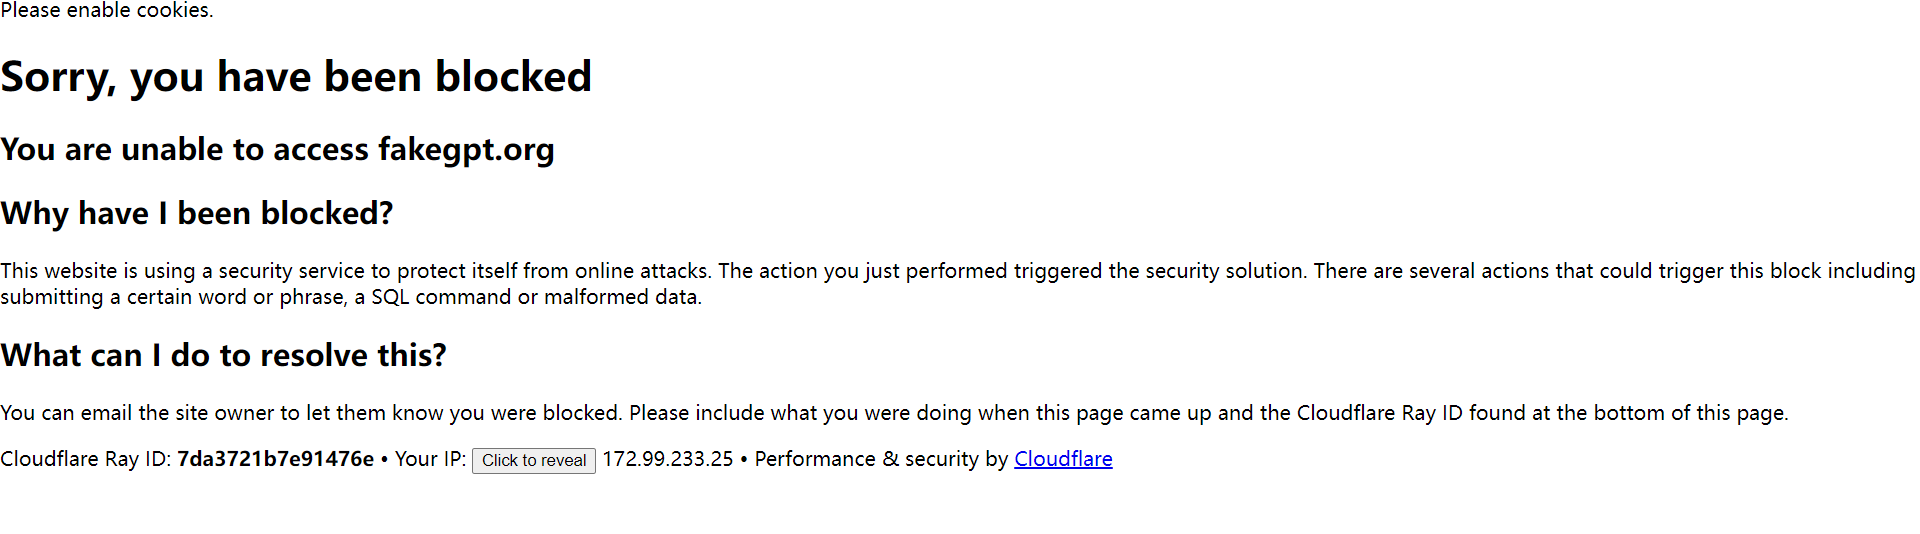 Please enable cookies.
Sorry, you have been blocked
You are unable to access fakegpt.org
Why have I been blocked?
This website is using a security service to protect itself from online attacks. The action you just performed triggered the security solution. There are several actions that could trigger this block including
submitting a certain word or phrase, a SQL command or malformed data.
What can I do to resolve this?
You can email the site owner to let them know you were blocked. Please include what you were doing when this page came up and the Cloudflare Ray ID found at the bottom of this page.
Cloudflare Ray ID: 7da3721b7e91476e • Your IP: Click to reveal 172.99.233.25 • Performance & security by Cloudflare